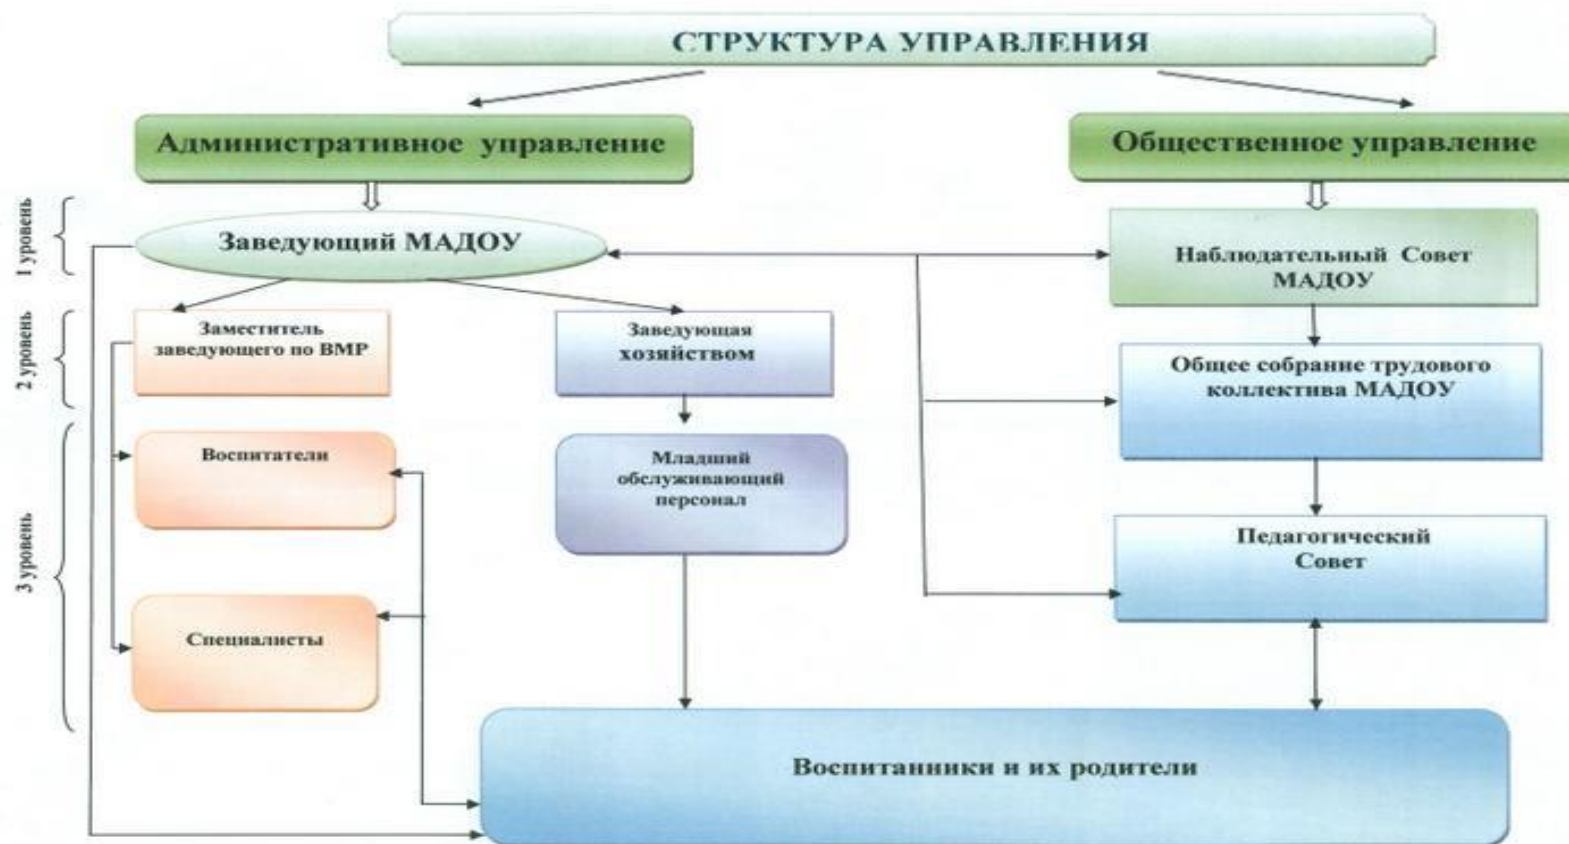 СТРУКТУРА УПРАВЛЕНИЯ
Административное управление
Общественное управление
1 уровень
Заведующий МАДОУ
Наблюдательный Совет
МАДОУ
2 уровень
Заместитель
заведующего по ВМР
Заведующая
хозяйством
Общее собрание трудового
коллектива МАДОУ
3 уровень
Воспитатели
Младший
обслуживающий
персонал
Педагогический
Совет
Специалисты
Воспитанники и их родители